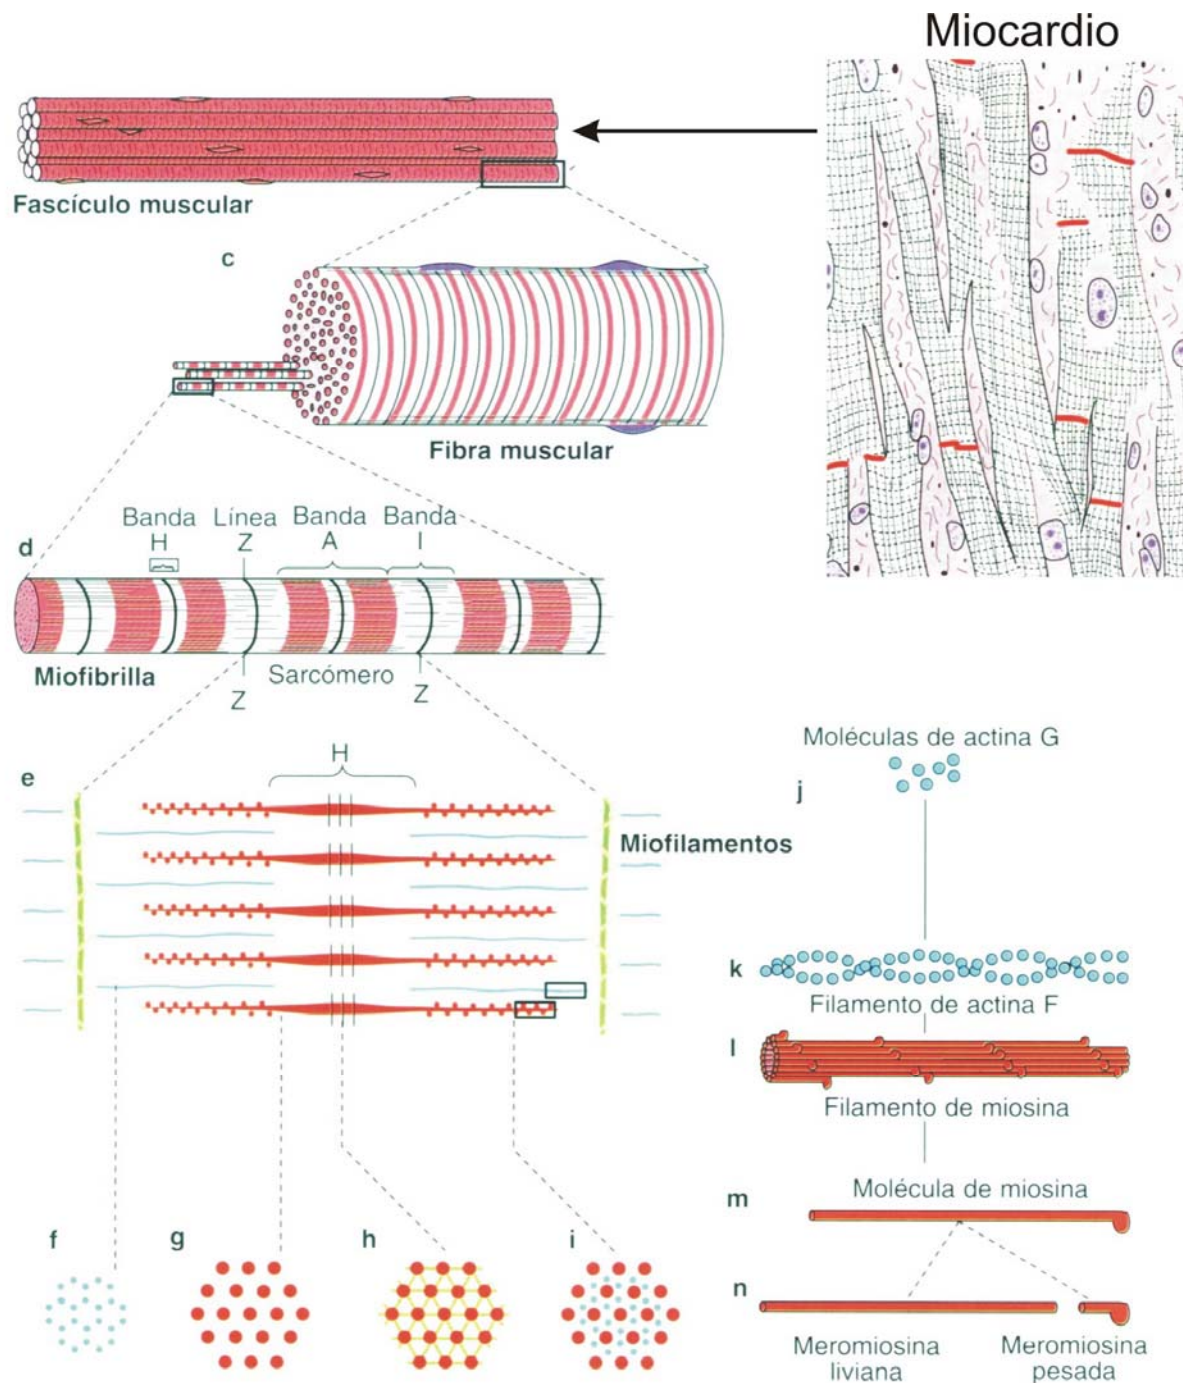 Miocardio
Fascículo muscular
c
Fibra muscular
Banda Línea Banda Banda
H Z A I
d
Miofibrilla
Sarcómero
Z Z
H
e
Miofilamentos
Moléculas de actina G
j
k
Filamento de actina F
l
Filamento de miosina
Molécula de miosina
m
f g h i
n
Meromiosina
liviana
Meromiosina
pesada